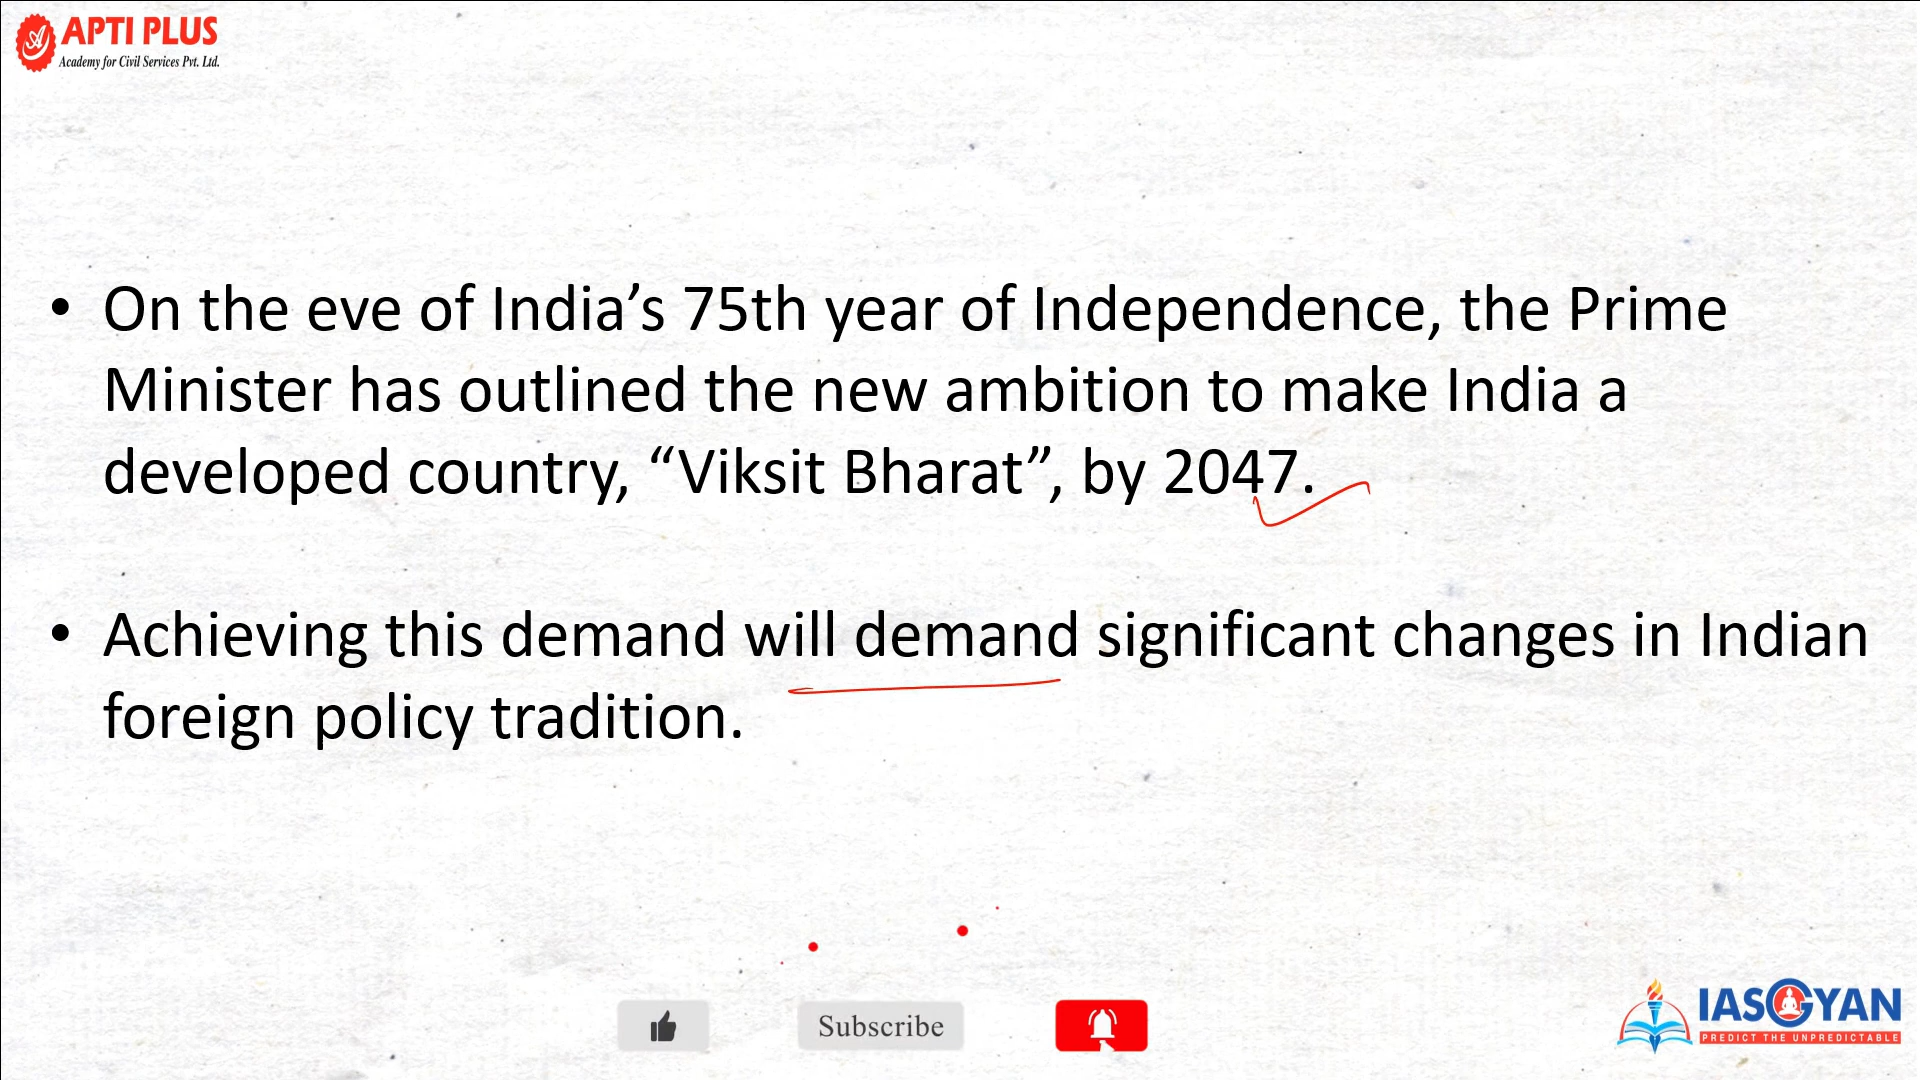 APTI PLUS
Academy for Civil Services Pvt. Ltd.
• On the eve of India’s 75th year of Independence, the Prime
Minister has outlined the new ambition to make India a
developed country, “Viksit Bharat”, by 2047.
• Achieving this demand will demand significant changes in Indian
foreign policy tradition.
Subscribe
IASGYAN
PREDICT THE UNPREDICTABLE